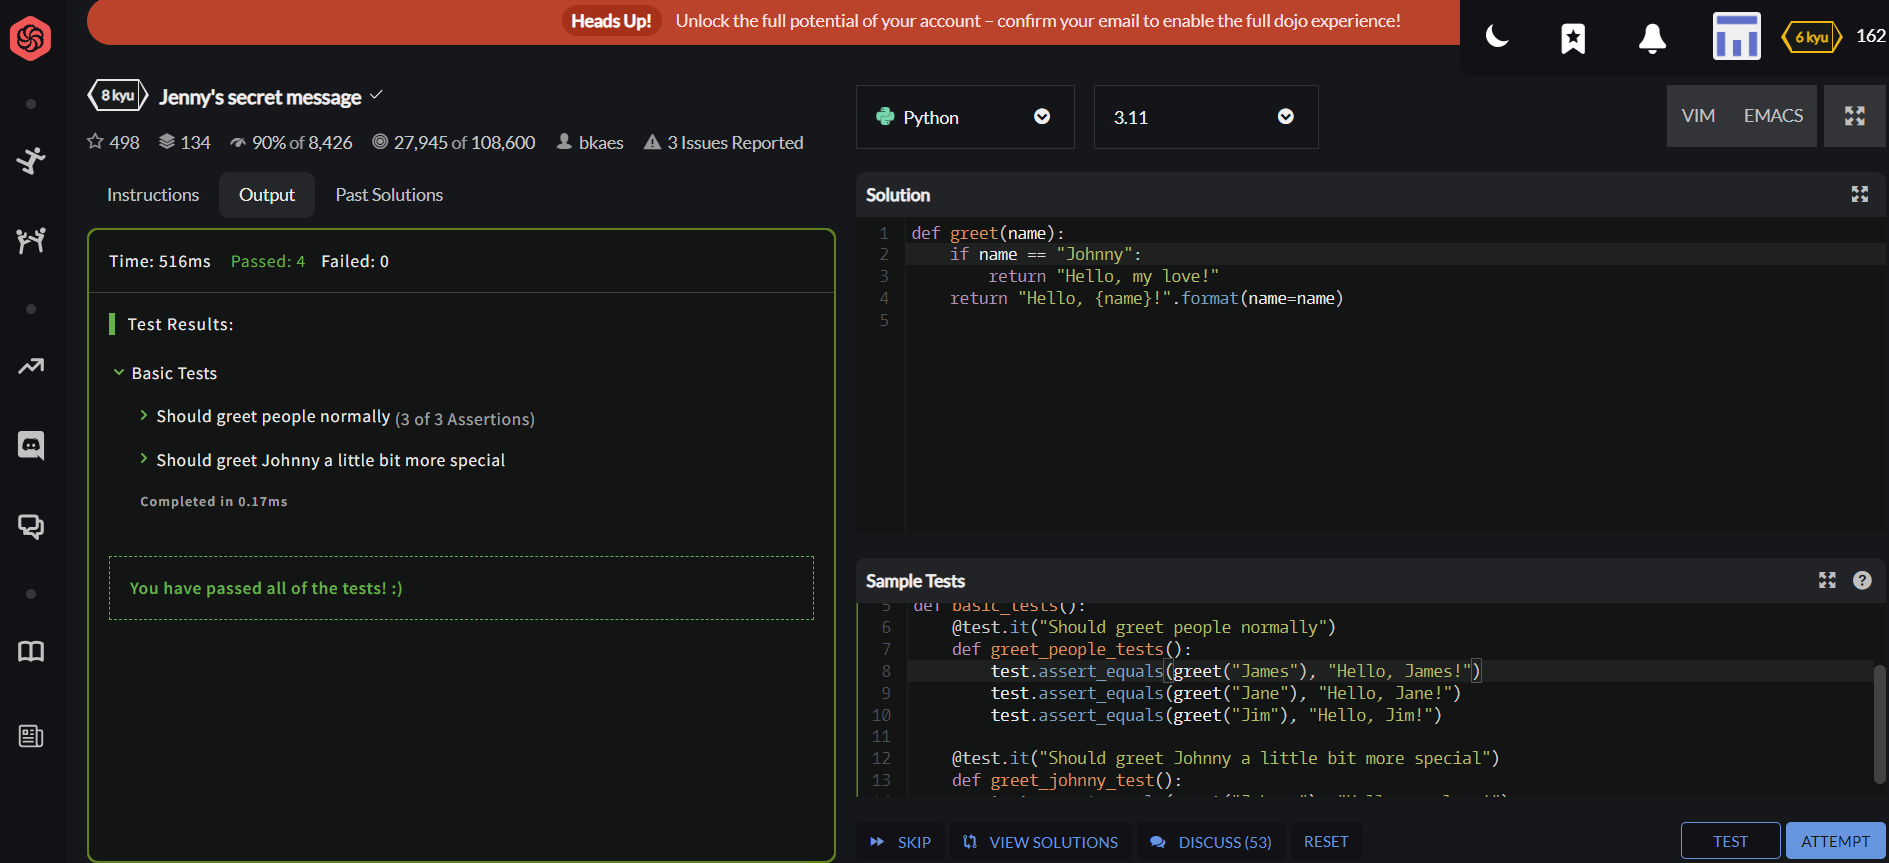 Heads Up! Unlock the full potential of your account – confirm your email to enable the full dojo experience!
6 kyu 162
8 kyu Jenny's secret message
498 134 90% of 8,426 27,945 of 108,600 bkaes 3 Issues Reported
Instructions Output Past Solutions
Time: 516ms Passed: 4 Failed: 0
Test Results:
Basic Tests
Should greet people normally (3 of 3 Assertions)
Should greet Johnny a little bit more special
Completed in 0.17ms
You have passed all of the tests! :)
Python 3.11 VIM EMACS
Solution
1 def greet(name):
2     if name == "Johnny":
3         return "Hello, my love!"
4     return "Hello, {name}!".format(name=name)
5
Sample Tests
5 def basic_tests():
6     @test.it("Should greet people normally")
7     def greet_people_tests():
8         test.assert_equals(greet("James"), "Hello, James!")
9         test.assert_equals(greet("Jane"), "Hello, Jane!")
10         test.assert_equals(greet("Jim"), "Hello, Jim!")
11
12     @test.it("Should greet Johnny a little bit more special")
13     def greet_johnny_test():
SKIP VIEW SOLUTIONS DISCUSS (53) RESET TEST ATTEMPT